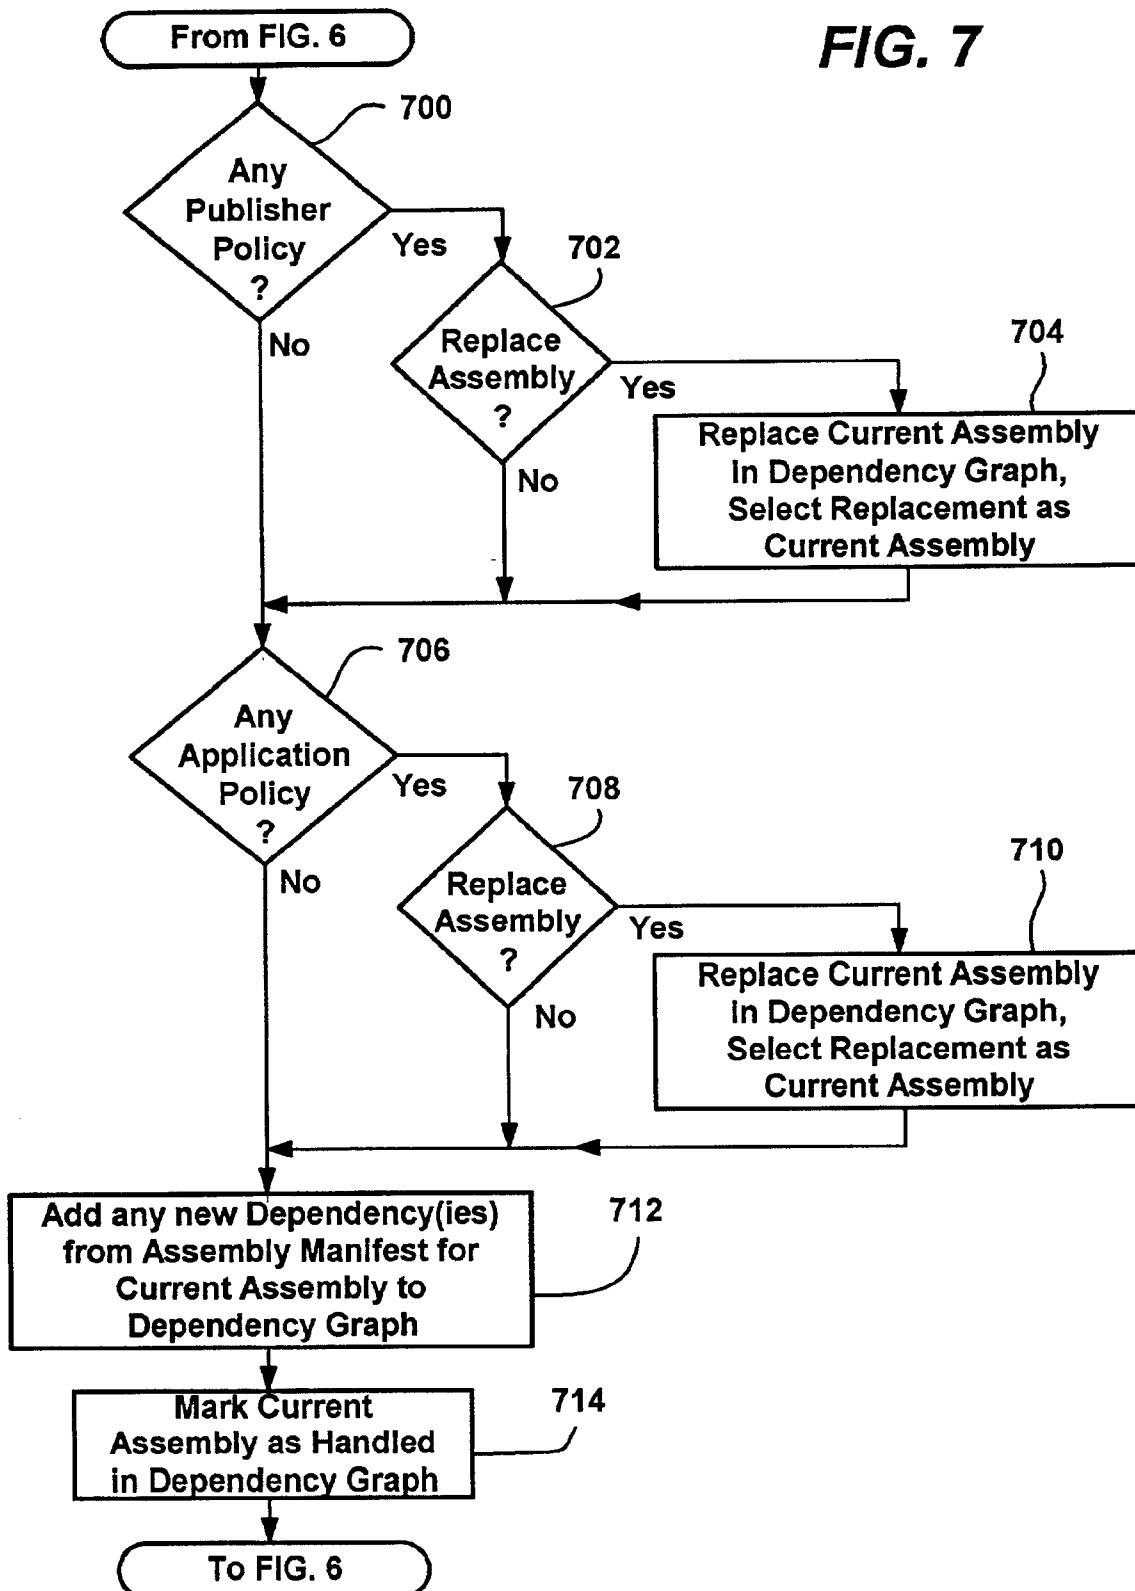 From FIG. 6
FIG. 7
700
Any
Publisher
Policy
?
Yes
No
702
Replace
Assembly
?
Yes
No
704
Replace Current Assembly
in Dependency Graph,
Select Replacement as
Current Assembly
706
Any
Application
Policy
?
Yes
No
708
Replace
Assembly
?
Yes
No
710
Replace Current Assembly
in Dependency Graph,
Select Replacement as
Current Assembly
712
Add any new Dependency(ies)
from Assembly Manifest for
Current Assembly to
Dependency Graph
714
Mark Current
Assembly as Handled
in Dependency Graph
To FIG. 6